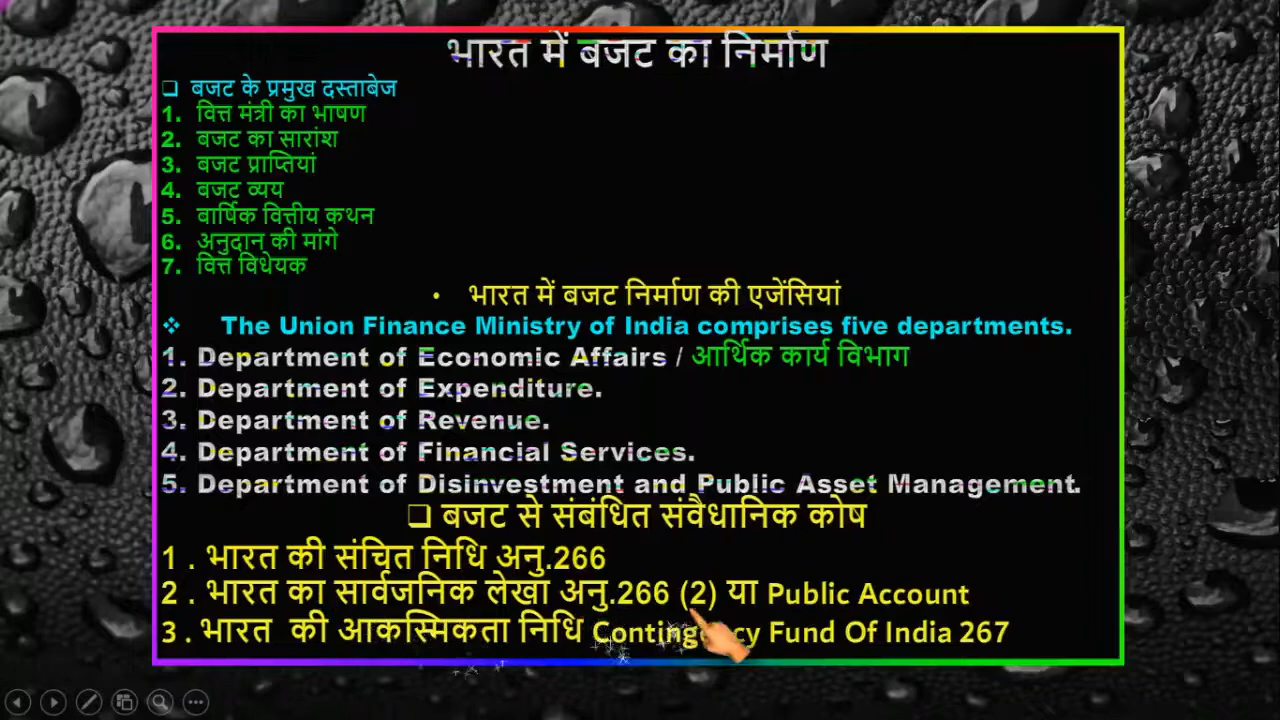 भारत में बजट का निर्माण
❑ बजट के प्रमुख दस्ताबेज
1. वित्त मंत्री का भाषण
2. बजट का सारांश
3. बजट प्राप्तियां
4. बजट व्यय
5. वार्षिक वित्तीय कथन
6. अनुदान की मांगे
7. वित्त विधेयक
• भारत में बजट निर्माण की एजेंसियां
❖ The Union Finance Ministry of India comprises five departments.
1. Department of Economic Affairs / आर्थिक कार्य विभाग
2. Department of Expenditure.
3. Department of Revenue.
4. Department of Financial Services.
5. Department of Disinvestment and Public Asset Management.
❑ बजट से संबंधित संवैधानिक कोष
1 . भारत की संचित निधि अनु.266
2 . भारत का सार्वजनिक लेखा अनु.266 (2) या Public Account
3 . भारत की आकस्मिकता निधि Contingency Fund Of India 267